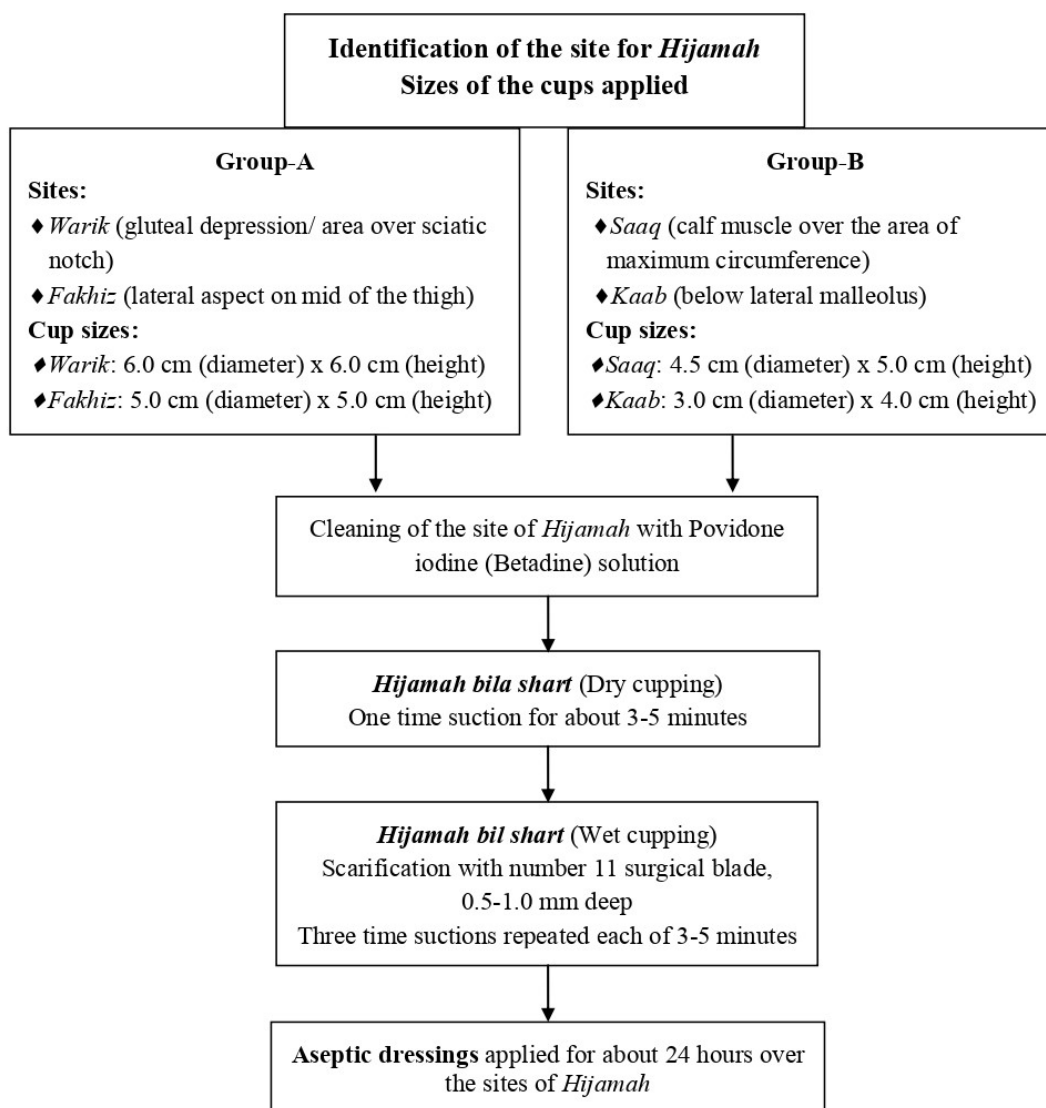 Identification of the site for Hijamah
Sizes of the cups applied
Group-A
Sites:
♦ Warik (gluteal depression/ area over sciatic
notch)
♦ Fakhiz (lateral aspect on mid of the thigh)
Cup sizes:
♦Warik: 6.0 cm (diameter) x 6.0 cm (height)
♦Fakhiz: 5.0 cm (diameter) x 5.0 cm (height)
Group-B
Sites:
♦Saaq (calf muscle over the area of
maximum circumference)
♦Kaab (below lateral malleolus)
Cup sizes:
♦Saaq: 4.5 cm (diameter) x 5.0 cm (height)
♦Kaab: 3.0 cm (diameter) x 4.0 cm (height)
Cleaning of the site of Hijamah with Povidone
iodine (Betadine) solution
Hijamah bila shart (Dry cupping)
One time suction for about 3-5 minutes
Hijamah bil shart (Wet cupping)
Scarification with number 11 surgical blade,
0.5-1.0 mm deep
Three time suctions repeated each of 3-5 minutes
Aseptic dressings applied for about 24 hours over
the sites of Hijamah